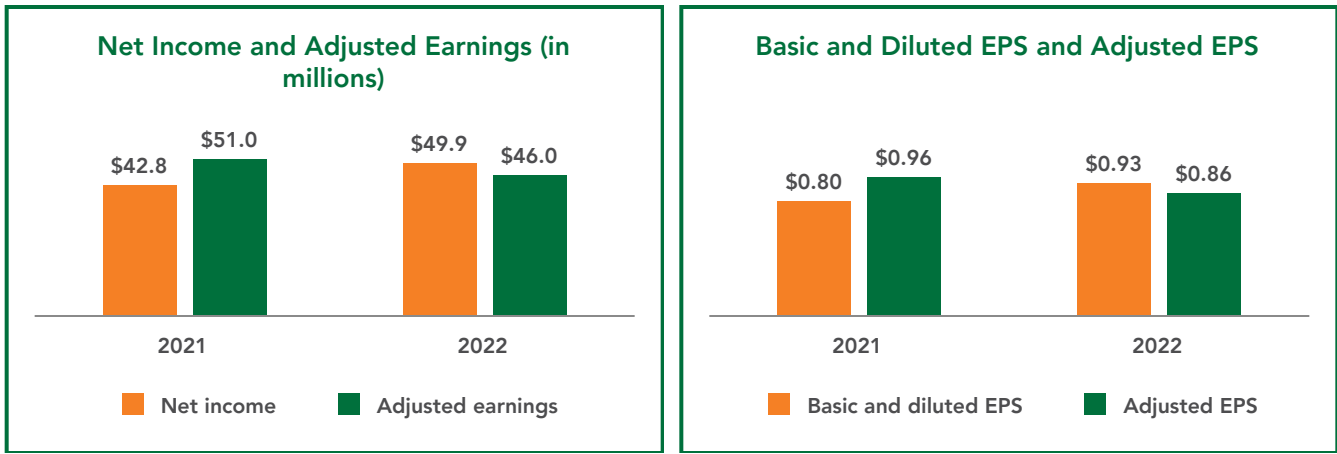 Net Income and Adjusted Earnings (in
millions)
$42.8
$51.0
$49.9
$46.0
2021
2022
Net income
Adjusted earnings
Basic and Diluted EPS and Adjusted EPS
$0.80
$0.96
$0.93
$0.86
2021
2022
Basic and diluted EPS
Adjusted EPS